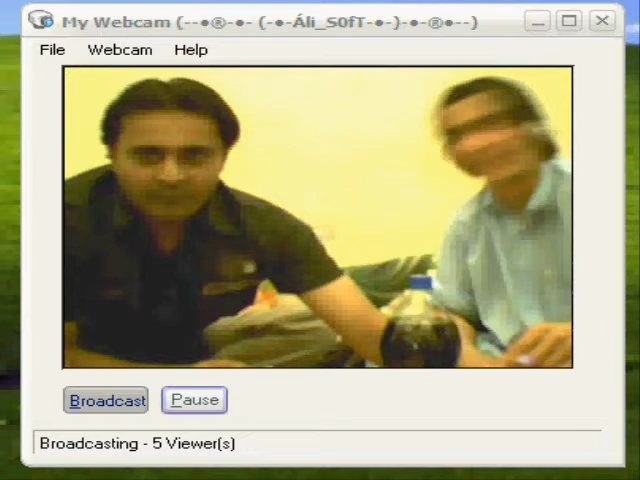 My Webcam (--●®-●- (-●-Áli_S0fT-●-)-●-®●--)
File Webcam Help
Broadcast Pause
Broadcasting - 5 Viewer(s)